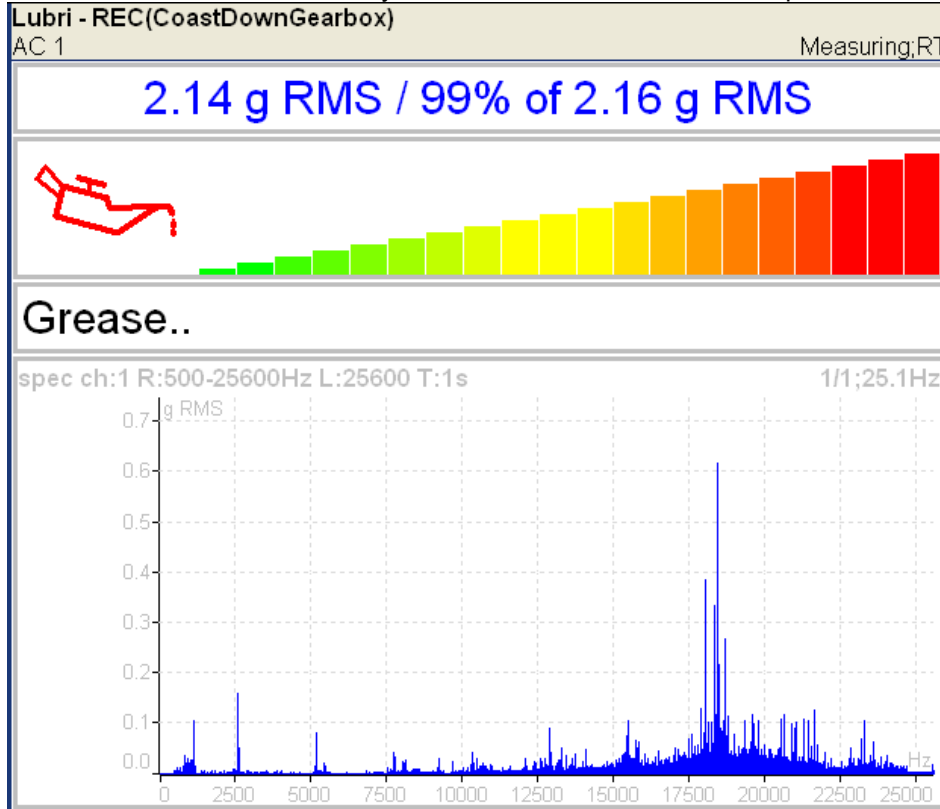 Lubri - REC(CoastDownGearbox)
AC 1 Measuring;RT
2.14 g RMS / 99% of 2.16 g RMS
Grease..
spec ch:1 R:500-25600Hz L:25600 T:1s 1/1;25.1Hz
g RMS
0.7
0.6
0.5
0.4
0.3
0.2
0.1
0.0 Hz
0 2500 5000 7500 10000 12500 15000 17500 20000 22500 25000